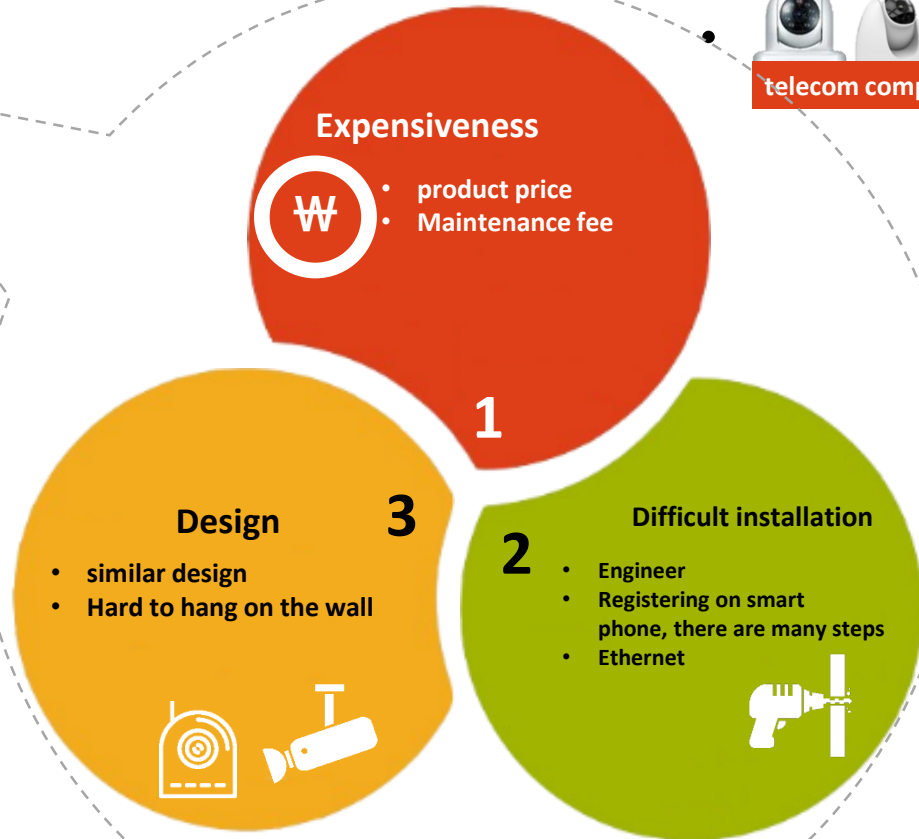 telecom comp
Expensiveness
₩
• product price
• Maintenance fee
1
Design
3
• similar design
• Hard to hang on the wall
2
Difficult installation
• Engineer
• Registering on smart
phone, there are many steps
• Ethernet